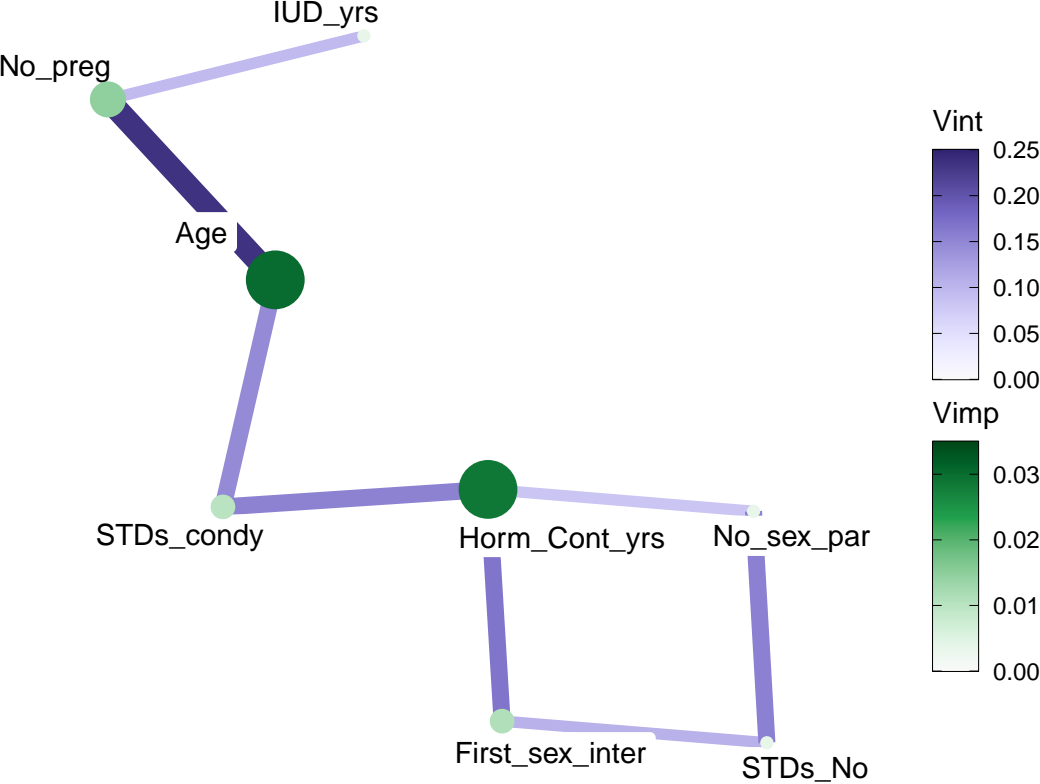 IUD_yrs
No_preg
Age
STDs_condy
Horm_Cont_yrs
No_sex_par
First_sex_inter
STDs_No
Vint
0.25
0.20
0.15
0.10
0.05
0.00
Vimp
0.03
0.02
0.01
0.00